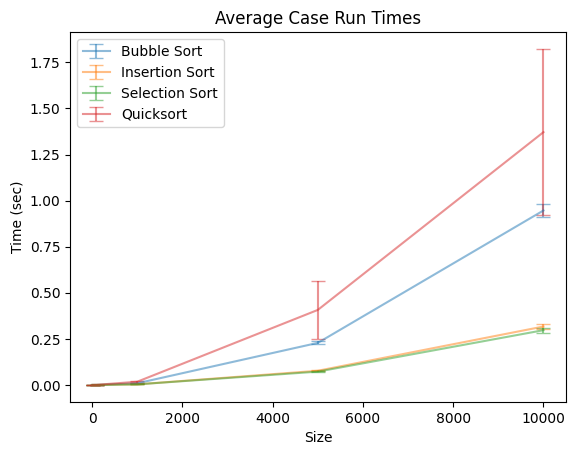 Average Case Run Times
Bubble Sort
Insertion Sort
Selection Sort
Quicksort
1.75
1.50
1.25
1.00
0.75
0.50
0.25
0.00
Time (sec)
0 2000 4000 6000 8000 10000
Size